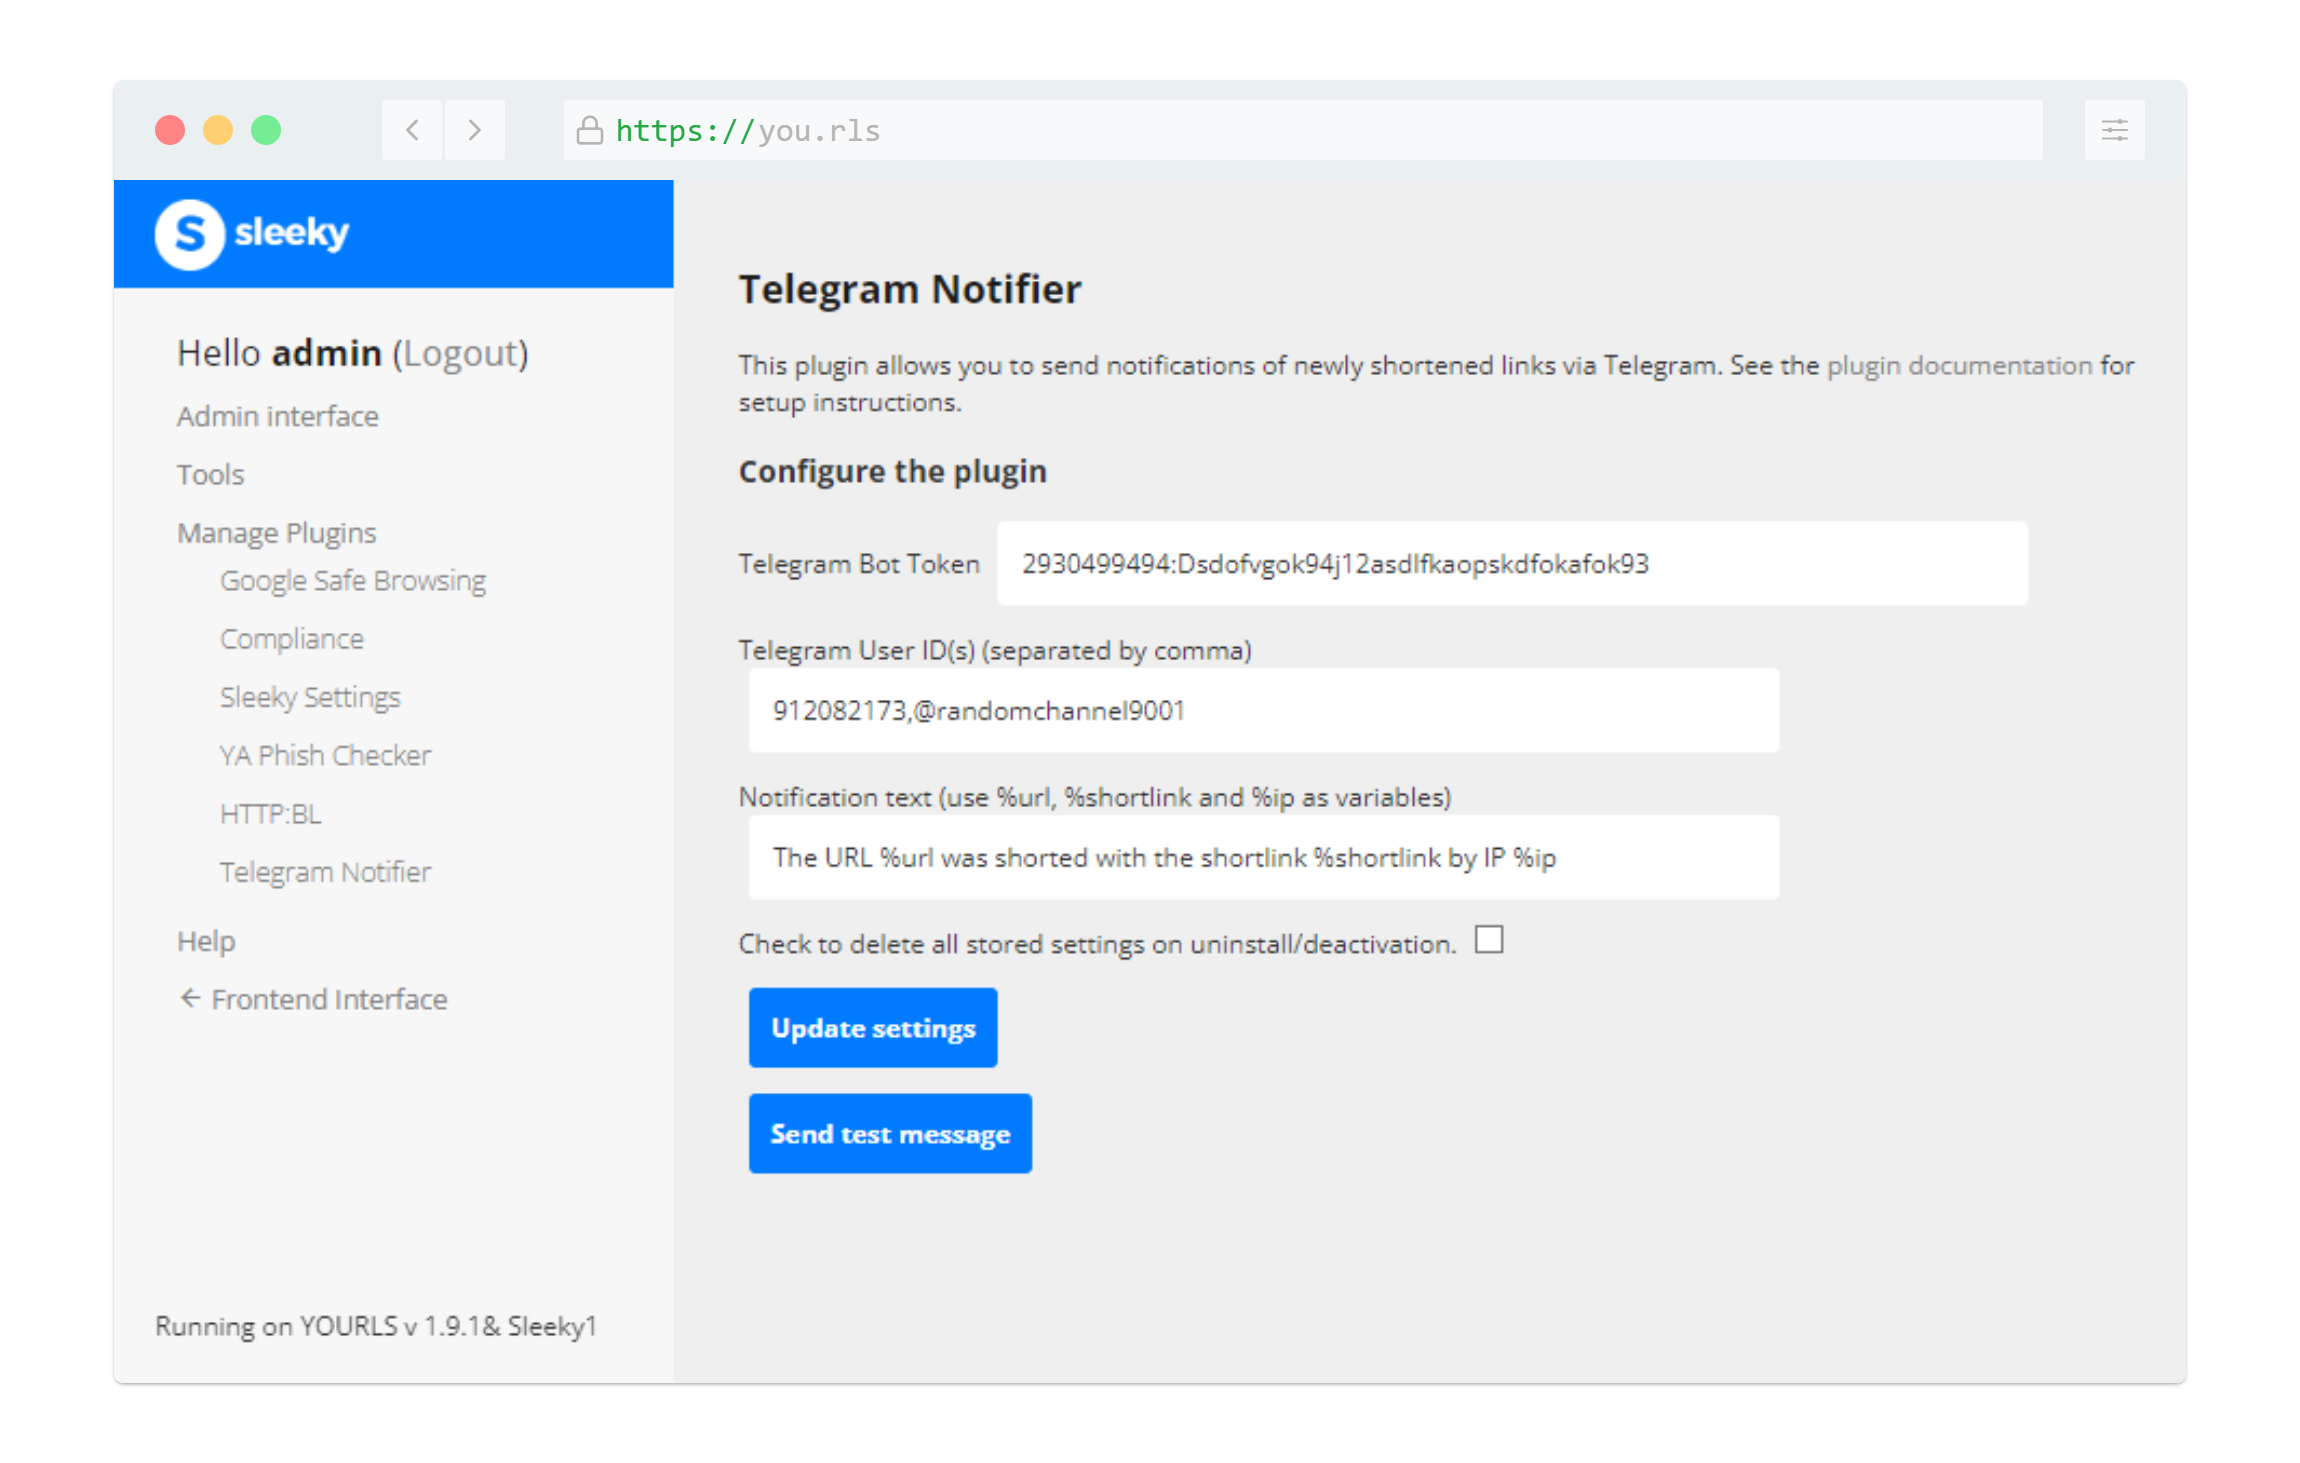 https://you.rls
S sleeky
Hello admin (Logout)
Admin interface
Tools
Manage Plugins
Google Safe Browsing
Compliance
Sleeky Settings
YA Phish Checker
HTTP:BL
Telegram Notifier
Help
← Frontend Interface
Running on YOURLS v 1.9.1& Sleeky1
Telegram Notifier
This plugin allows you to send notifications of newly shortened links via Telegram. See the plugin documentation for
setup instructions.
Configure the plugin
Telegram Bot Token 2930499494:Dsdofvgok94j12asdlfkaopskdfokafok93
Telegram User ID(s) (separated by comma)
912082173,@randomchannel9001
Notification text (use %url, %shortlink and %ip as variables)
The URL %url was shorted with the shortlink %shortlink by IP %ip
Check to delete all stored settings on uninstall/deactivation.
Update settings
Send test message